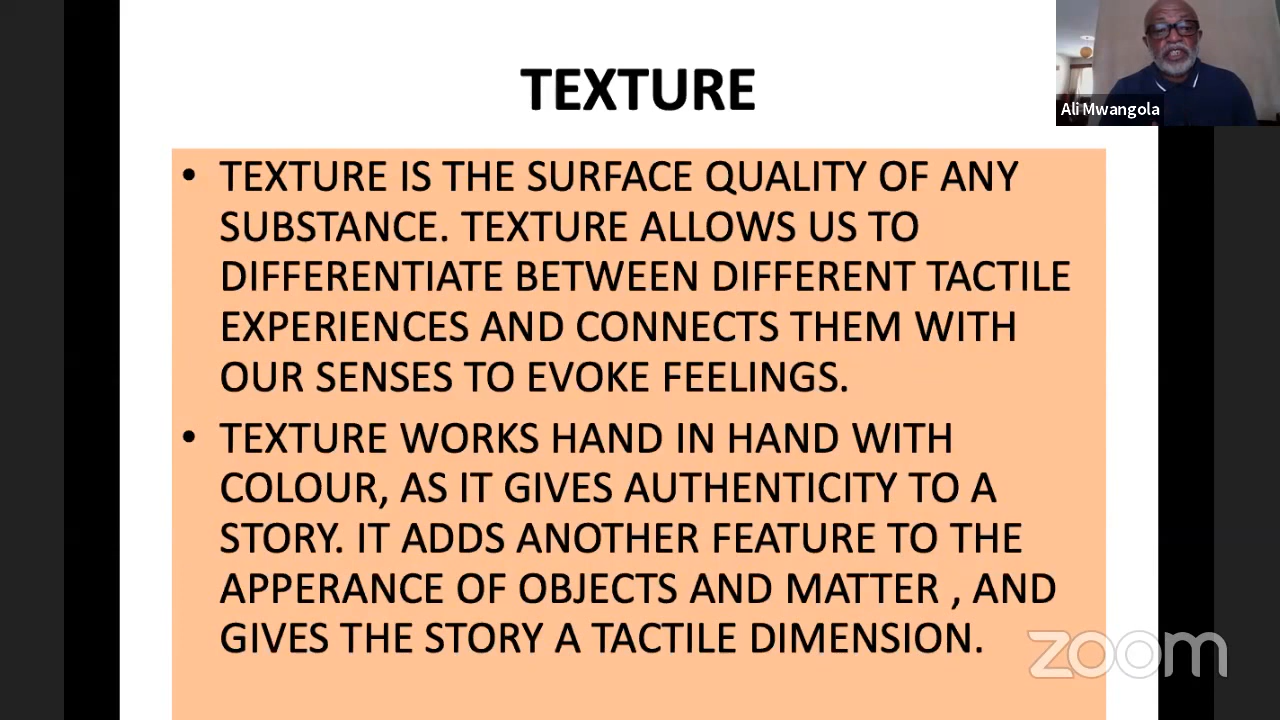 TEXTURE
Ali Mwangola
• TEXTURE IS THE SURFACE QUALITY OF ANY
SUBSTANCE. TEXTURE ALLOWS US TO
DIFFERENTIATE BETWEEN DIFFERENT TACTILE
EXPERIENCES AND CONNECTS THEM WITH
OUR SENSES TO EVOKE FEELINGS.
• TEXTURE WORKS HAND IN HAND WITH
COLOUR, AS IT GIVES AUTHENTICITY TO A
STORY. IT ADDS ANOTHER FEATURE TO THE
APPERANCE OF OBJECTS AND MATTER , AND
GIVES THE STORY A TACTILE DIMENSION.
zoom